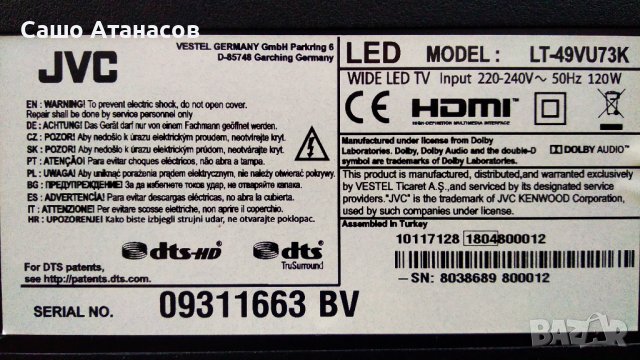 Сашо Атанасов
JVC
VESTEL GERMANY GmbH Parkring 6
D-85748 Garching Germany
EN : WARNING! To prevent electric shock, do not open cover.
Repair shall be done by service personnel only
DE : ACHTUNG! Das Gerät darf nur von einem Fachmann geöffnet werden.
CZ : POZOR! Aby nedošlo k úrazu elektrickým proudem, neotvírejte kryt.
SK : POZOR! Aby nedošlo k úrazu elektrickým prúdom, neotvárajte kryt.
PT : ATENÇÃO! Para evitar choques eléctricos, não abra a tampa.
PL : UWAGA! Aby uniknąć porażenia prądem elektrycznym, nie należy otwierać pokrywy.
BG : ПРЕДУПРЕЖДЕНИЕ! За да избегнете токов удар, не отваряйте капака.
ES : ¡ADVERTENCIA! Para evitar descargas eléctricas, no abra la cubierta.
IT : ATTENZIONE! Per evitare scosse elettriche, non aprire il coperchio.
HR : UPOZORENJE! Kako biste izbjegli strujni udar, ne otvarajte poklopac.
For DTS patents,
see http://patents.dts.com.
dts-HD
dts
TruSurround
SERIAL NO. 09311663 BV
LED MODEL : LT-49VU73K
WIDE LED TV Input 220-240V~ 50Hz 120W
CE HDMI
HIGH-DEFINITION MULTIMEDIA INTERFACE
Manufactured under license from Dolby
Laboratories. Dolby, Dolby Audio and the double-D
symbol are trademarks of Dolby Laboratories.
DOLBY AUDIO™
This product is manufactured, distributed,and warranted exclusively
by VESTEL Ticaret A.Ş.,and serviced by its designated service
providers. "JVC" is the trademark of JVC KENWOOD Corporation,
used by such companies under license.
Assembled in Turkey
10117128 1804800012
-SN: 8038689 800012
bazar.bg